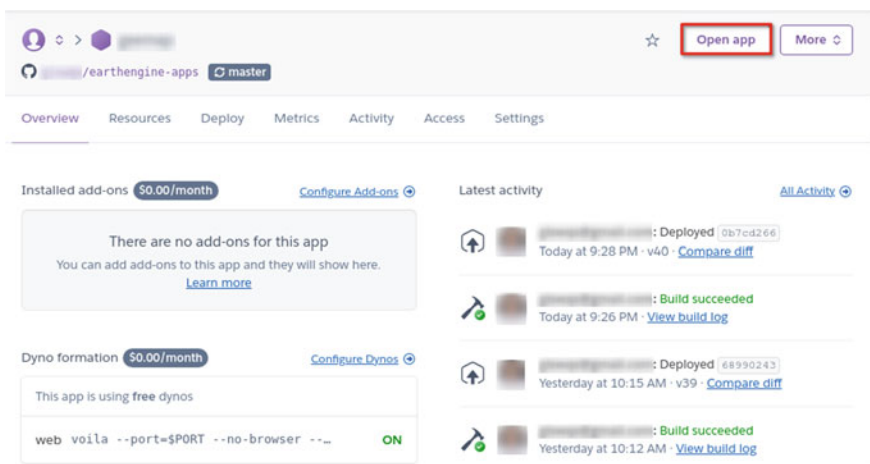 Open app
More
/earthengine-apps master
Overview Resources Deploy Metrics Activity Access Settings
Installed add-ons $0.00/month Configure Add-ons
There are no add-ons for this app
You can add add-ons to this app and they will show here.
Learn more
Dyno formation $0.00/month Configure Dynos
This app is using free dynos
web voila --port=$PORT --no-browser --… ON
Latest activity All Activity
: Deployed 0b7cd266
Today at 9:28 PM · v40 · Compare diff
: Build succeeded
Today at 9:26 PM · View build log
: Deployed 68990243
Yesterday at 10:15 AM · v39 · Compare diff
: Build succeeded
Yesterday at 10:12 AM · View build log